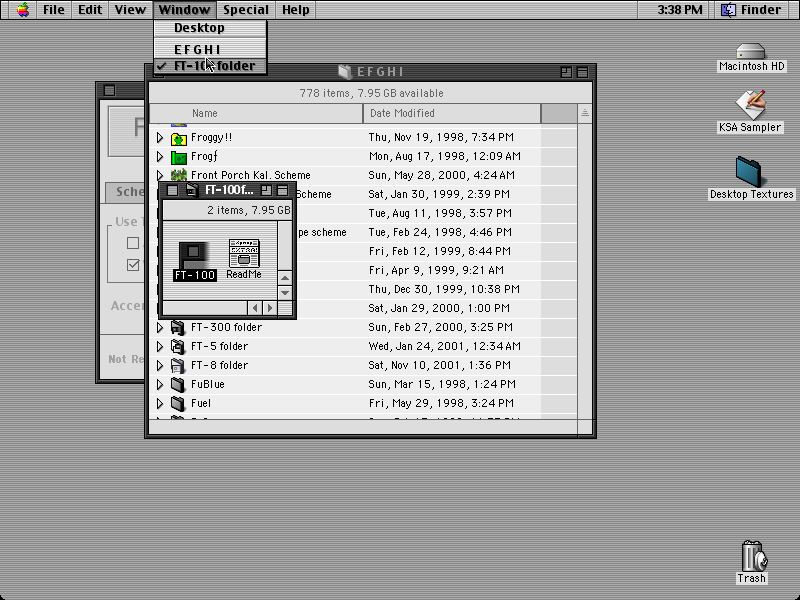 File Edit View Window Special Help 3:38 PM Finder
Desktop
E F G H I
FT-100 folder
E F G H I
778 items, 7.95 GB available
Name Date Modified
Froggy!! Thu, Nov 19, 1998, 7:34 PM
Frogƒ Mon, Aug 17, 1998, 12:09 AM
Front Porch Kal. Scheme Sun, May 28, 2000, 4:24 AM
Scheme Sat, Jan 30, 1999, 2:39 PM
Tue, Aug 11, 1998, 3:57 PM
pe scheme Tue, Feb 24, 1998, 4:46 PM
Fri, Feb 12, 1999, 8:44 PM
Fri, Apr 9, 1999, 9:21 AM
Thu, Dec 30, 1999, 10:38 PM
Sat, Jan 29, 2000, 1:00 PM
FT-300 folder Sun, Feb 27, 2000, 3:25 PM
FT-5 folder Wed, Jan 24, 2001, 12:34 AM
FT-8 folder Sat, Nov 10, 2001, 1:36 PM
FuBlue Sun, Mar 15, 1998, 1:24 PM
Fuel Fri, May 29, 1998, 3:24 PM
FT-100f...
2 items, 7.95 GB
FT-100 ReadMe
Sche
Use T
Accer
Not Re
Macintosh HD
KSA Sampler
Desktop Textures
Trash